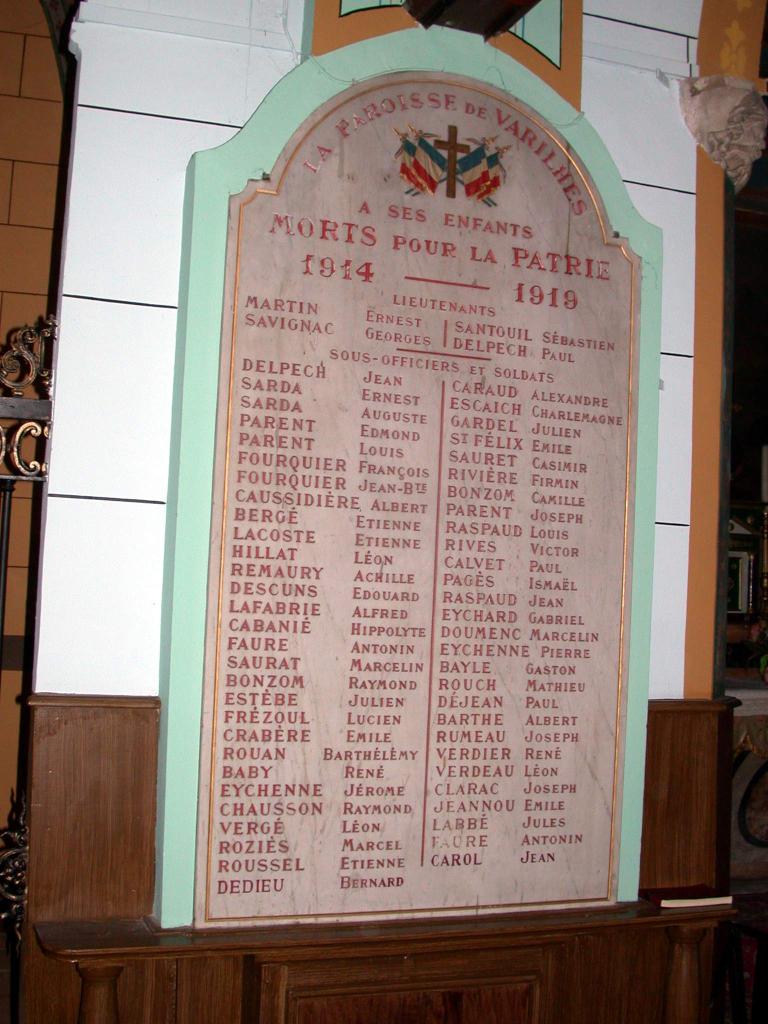 LA PAROISSE DE VARILHES
A SES ENFANTS
MORTS POUR LA PATRIE
1914 — 1919
LIEUTENANTS
MARTIN ERNEST
SAVIGNAC GEORGES
SANTOUIL SÉBASTIEN
DELPECH PAUL
SOUS-OFFICIERS ET SOLDATS
DELPECH JEAN
SARDA ERNEST
SARDA AUGUSTE
PARENT EDMOND
PARENT LOUIS
FOURQUIER FRANÇOIS
FOURQUIER JEAN-BTE
CAUSSIDIÈRE ALBERT
BERGÉ ETIENNE
LACOSTE ETIENNE
HILLAT LÉON
REMAURY ACHILLE
DESCUNS EDOUARD
LAFABRIE ALFRED
CABANIÉ HIPPOLYTE
FAURE ANTONIN
SAURAT MARCELIN
BONZOM RAYMOND
ESTÈBE JULIEN
FRÉZOUL LUCIEN
CRABÈRE EMILE
ROUAN BARTHÉLÉMY
BABY RENÉ
EYCHENNE JÉROME
CHAUSSON RAYMOND
VERGÉ LÉON
ROZIÈS MARCEL
ROUSSEL ETIENNE
DEDIEU BERNARD
CARAUD ALEXANDRE
ESCAICH CHARLEMAGNE
GARDEL JULIEN
ST FÉLIX EMILE
SAURET CASIMIR
RIVIÈRE FIRMIN
BONZOM CAMILLE
PARENT JOSEPH
RASPAUD LOUIS
RIVES VICTOR
CALVET PAUL
PAGÈS ISMAËL
RASPAUD JEAN
EYCHARD GABRIEL
DOUMENC MARCELIN
EYCHENNE PIERRE
BAYLE GASTON
ROUCH MATHIEU
DÉJEAN PAUL
BARTHE ALBERT
RUMEAU JOSEPH
VERDIER RENÉ
VERDEAU LÉON
CLARAC JOSEPH
JEANNOU EMILE
LABBÉ JULES
FAURE ANTONIN
CAROL JEAN